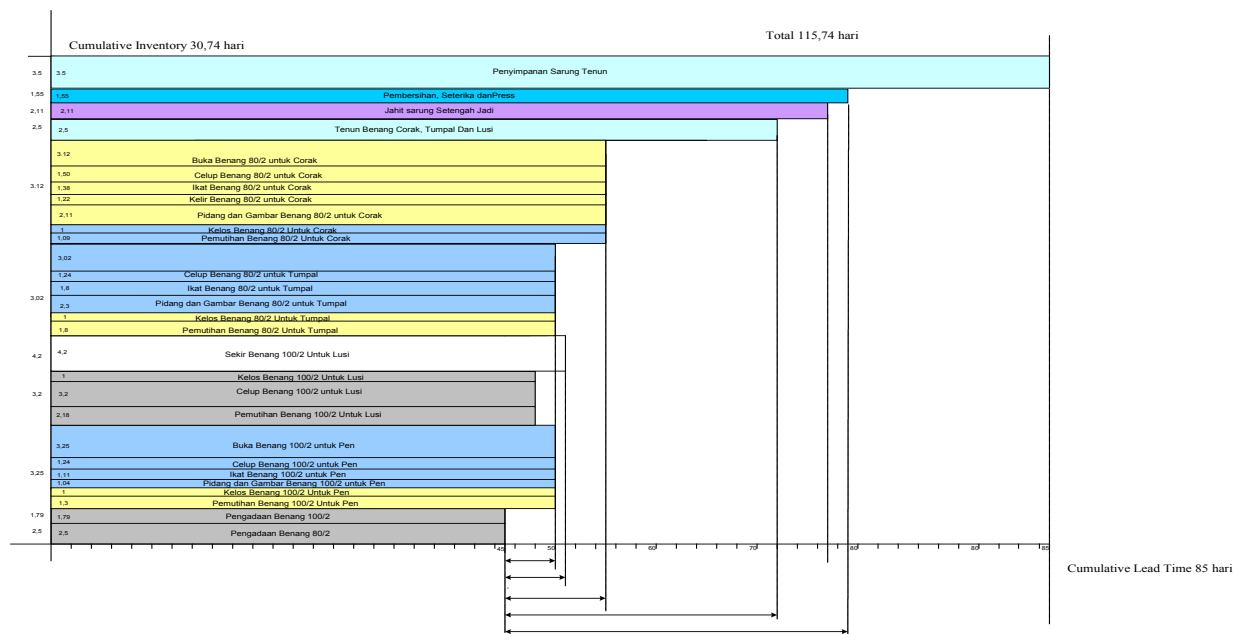 Total 115,74 hari
Cumulative Inventory 30,74 hari
3.5 3.5 Penyimpanan Sarung Tenun
1,55 1,55 Pembersihan, Seterika danPress
2,11 2,11 Jahit sarung Setengah Jadi
2,5 2,5 Tenun Benang Corak, Tumpal Dan Lusi
3.12 Buka Benang 80/2 untuk Corak
1,50 Celup Benang 80/2 untuk Corak
3.12 1,38 Ikat Benang 80/2 untuk Corak
1,22 Kelir Benang 80/2 untuk Corak
2,11 Pidang dan Gambar Benang 80/2 untuk Corak
1 Kelos Benang 80/2 Untuk Corak
1,09 Pemutihan Benang 80/2 Untuk Corak
3,02
1,24 Celup Benang 80/2 untuk Tumpal
1,8 Ikat Benang 80/2 untuk Tumpal
3,02 2,3 Pidang dan Gambar Benang 80/2 untuk Tumpal
1 Kelos Benang 80/2 Untuk Tumpal
1,8 Pemutihan Benang 80/2 Untuk Tumpal
4,2 4,2 Sekir Benang 100/2 Untuk Lusi
1 Kelos Benang 100/2 Untuk Lusi
3,2 3,2 Celup Benang 100/2 untuk Lusi
2,18 Pemutihan Benang 100/2 Untuk Lusi
3,25 Buka Benang 100/2 untuk Pen
1,24 Celup Benang 100/2 untuk Pen
3,25 1,11 Ikat Benang 100/2 untuk Pen
1,04 Pidang dan Gambar Benang 100/2 untuk Pen
1 Kelos Benang 100/2 Untuk Pen
1,3 Pemutihan Benang 100/2 Untuk Pen
1,79 1,79 Pengadaan Benang 100/2
2,5 2,5 Pengadaan Benang 80/2
45 50 60 72 80 80 85
Cumulative Lead Time 85 hari